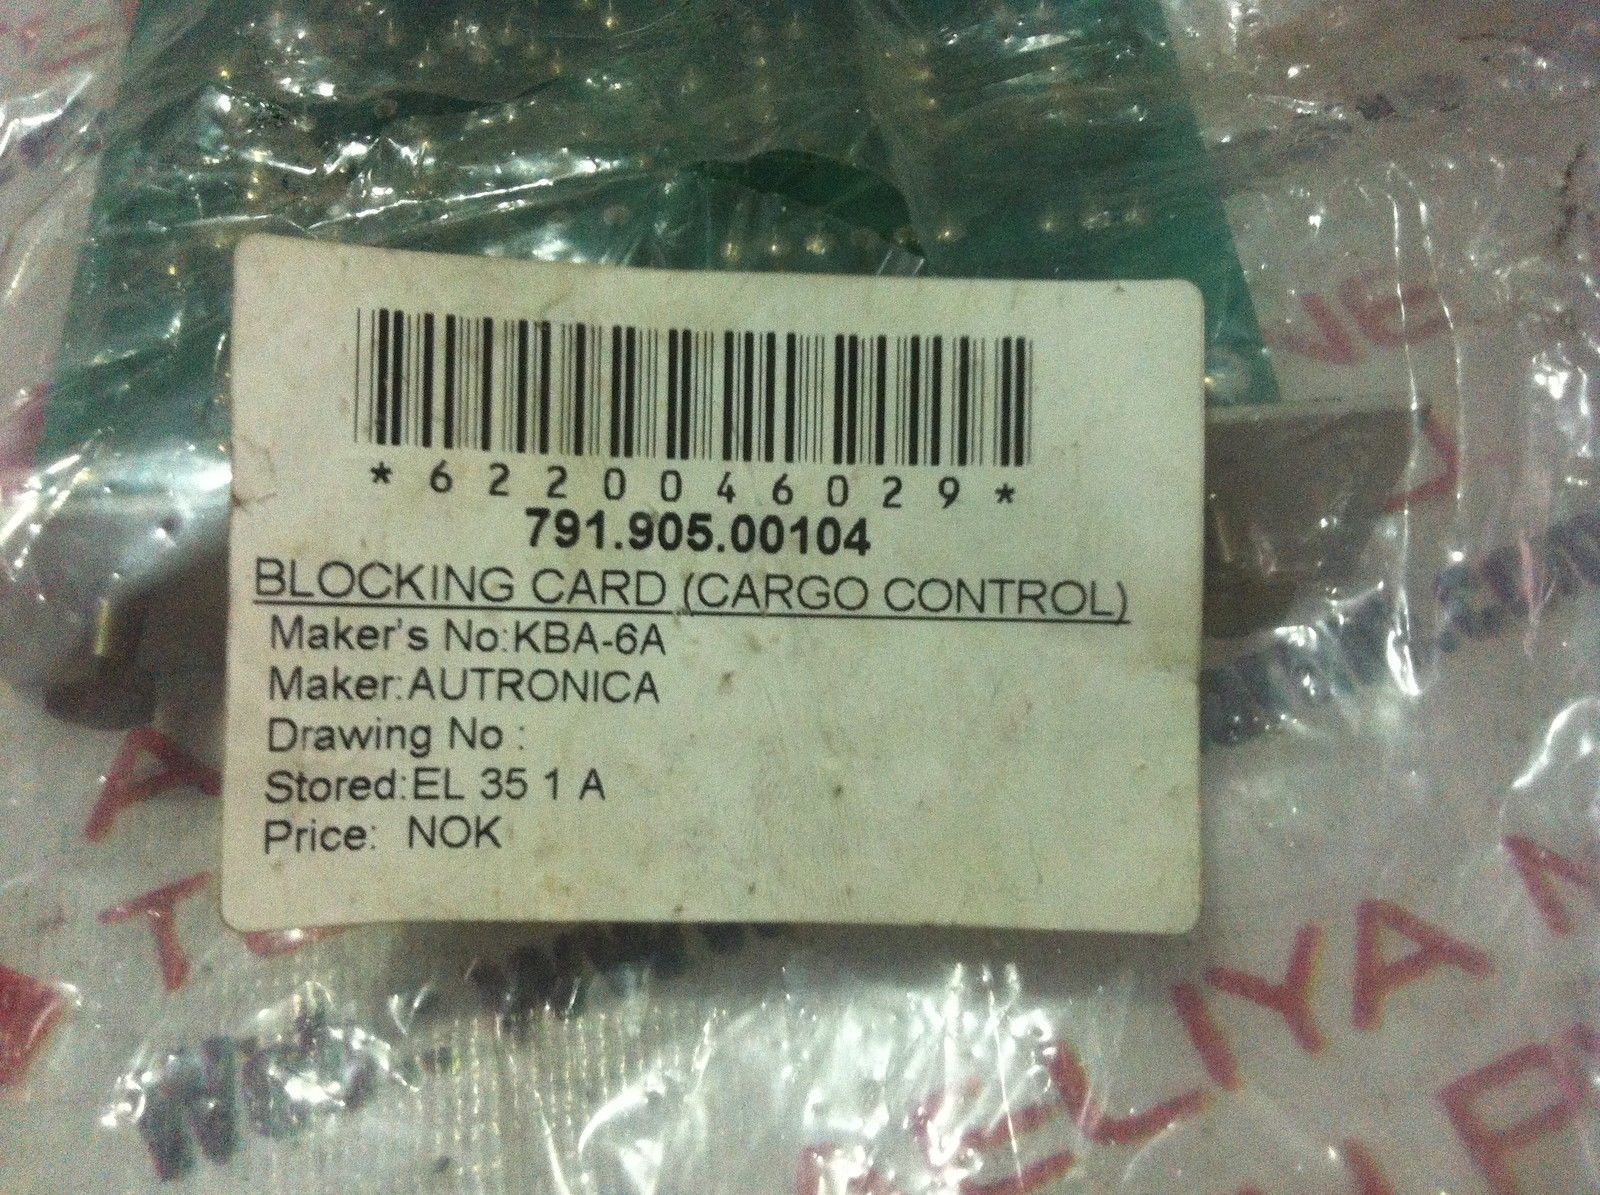 *6220046029*
791.905.00104
BLOCKING CARD (CARGO CONTROL)
Maker's No:KBA-6A
Maker:AUTRONICA
Drawing No :
Stored:EL 35 1 A
Price: NOK